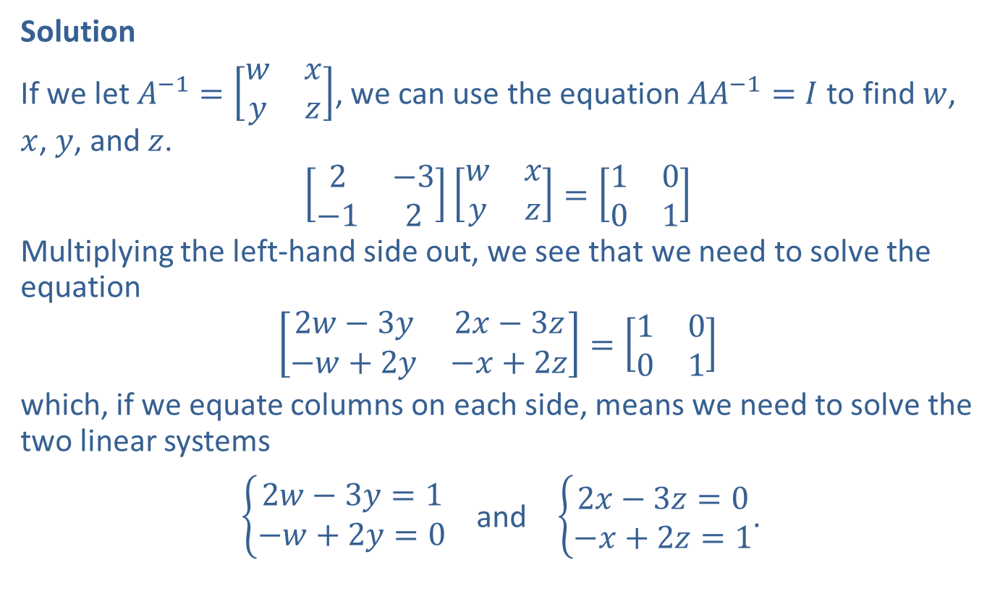 Solution
If we let $A^{-1} = \begin{bmatrix} w & x \\ y & z \end{bmatrix}$, we can use the equation $AA^{-1} = I$ to find $w$,
$x$, $y$, and $z$.
$\begin{bmatrix} 2 & -3 \\ -1 & 2 \end{bmatrix} \begin{bmatrix} w & x \\ y & z \end{bmatrix} = \begin{bmatrix} 1 & 0 \\ 0 & 1 \end{bmatrix}$
Multiplying the left-hand side out, we see that we need to solve the
equation
$\begin{bmatrix} 2w - 3y & 2x - 3z \\ -w + 2y & -x + 2z \end{bmatrix} = \begin{bmatrix} 1 & 0 \\ 0 & 1 \end{bmatrix}$
which, if we equate columns on each side, means we need to solve the
two linear systems
$\begin{cases} 2w - 3y = 1 \\ -w + 2y = 0 \end{cases}$ and $\begin{cases} 2x - 3z = 0 \\ -x + 2z = 1 \end{cases}$.